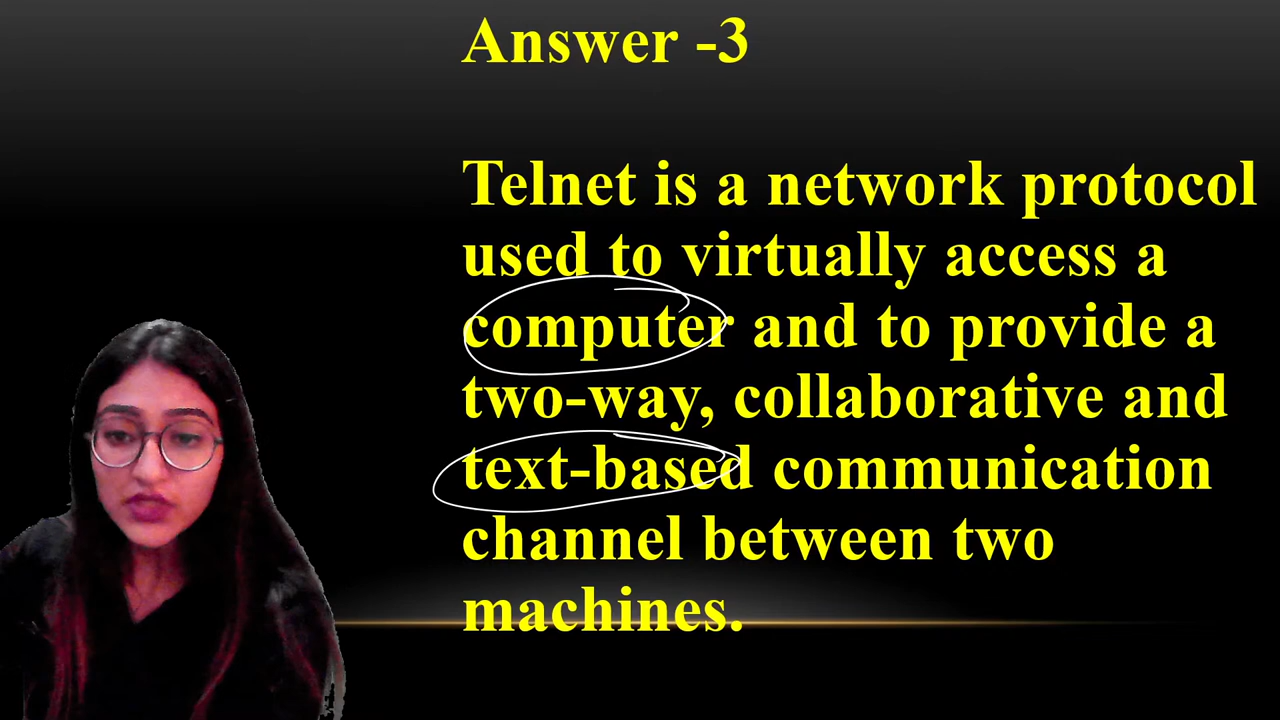 Answer -3
Telnet is a network protocol
used to virtually access a
computer and to provide a
two-way, collaborative and
text-based communication
channel between two
machines.